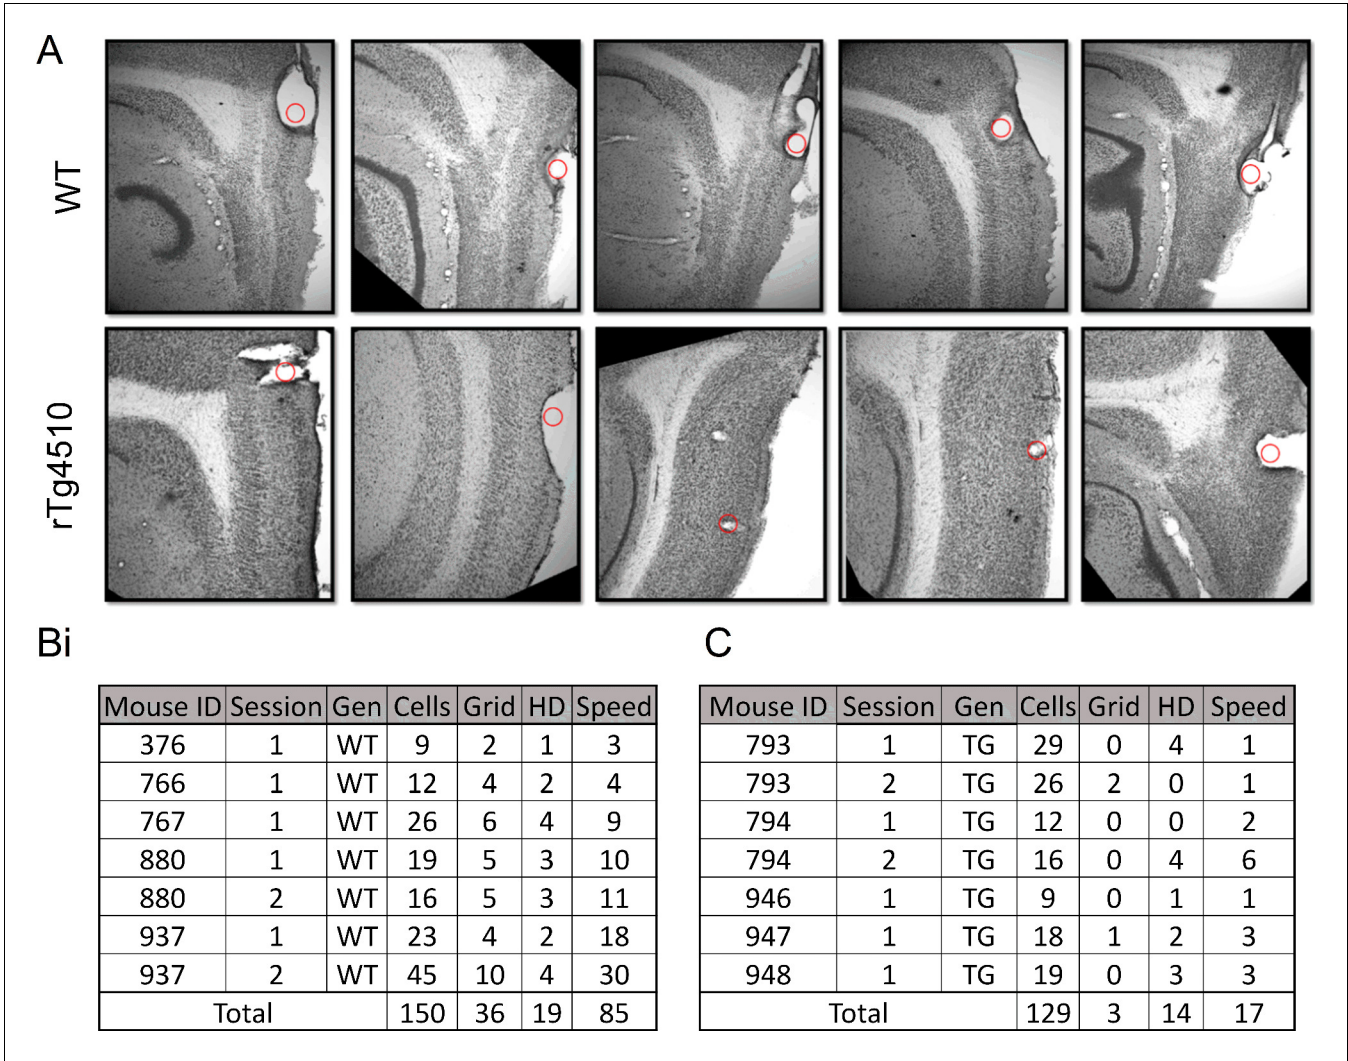 A
WT
rTg4510
Bi
Mouse ID Session Gen Cells Grid HD Speed
376 1 WT 9 2 1 3
766 1 WT 12 4 2 4
767 1 WT 26 6 4 9
880 1 WT 19 5 3 10
880 2 WT 16 5 3 11
937 1 WT 23 4 2 18
937 2 WT 45 10 4 30
Total 150 36 19 85
C
Mouse ID Session Gen Cells Grid HD Speed
793 1 TG 29 0 4 1
793 2 TG 26 2 0 1
794 1 TG 12 0 0 2
794 2 TG 16 0 4 6
946 1 TG 9 0 1 1
947 1 TG 18 1 2 3
948 1 TG 19 0 3 3
Total 129 3 14 17